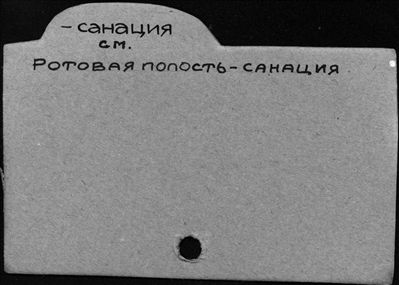 - санация
см.
Ротовая полость - санация